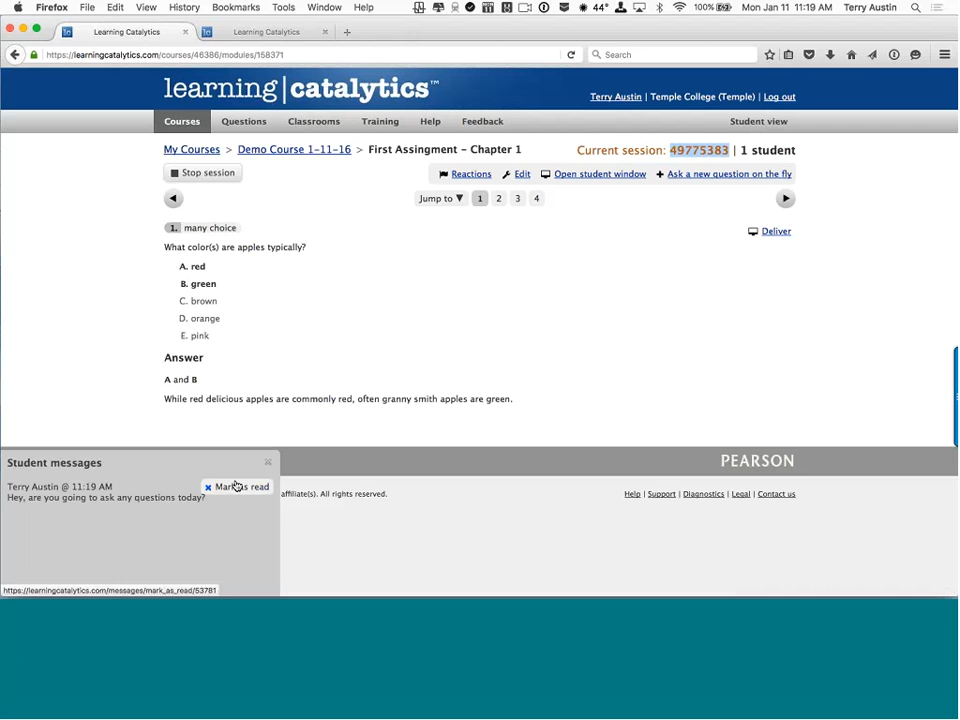 Firefox File Edit View History Bookmarks Tools Window Help 44° 100% Mon Jan 11 11:19 AM Terry Austin
Learning Catalytics × Learning Catalytics × +
https://learningcatalytics.com/courses/46386/modules/158371 Search
learning|catalytics™
Terry Austin | Temple College (Temple) | Log out
Courses Questions Classrooms Training Help Feedback Student view
My Courses > Demo Course 1-11-16 > First Assingment - Chapter 1 Current session: 49775383 | 1 student
Stop session Reactions Edit Open student window + Ask a new question on the fly
Jump to ▼ 1 2 3 4
1. many choice
Deliver
What color(s) are apples typically?
A. red
B. green
C. brown
D. orange
E. pink
Answer
A and B
While red delicious apples are commonly red, often granny smith apples are green.
PEARSON
Student messages
Terry Austin @ 11:19 AM Mark as read
affiliate(s). All rights reserved. Help | Support | Diagnostics | Legal | Contact us
Hey, are you going to ask any questions today?
https://learningcatalytics.com/messages/mark_as_read/53781